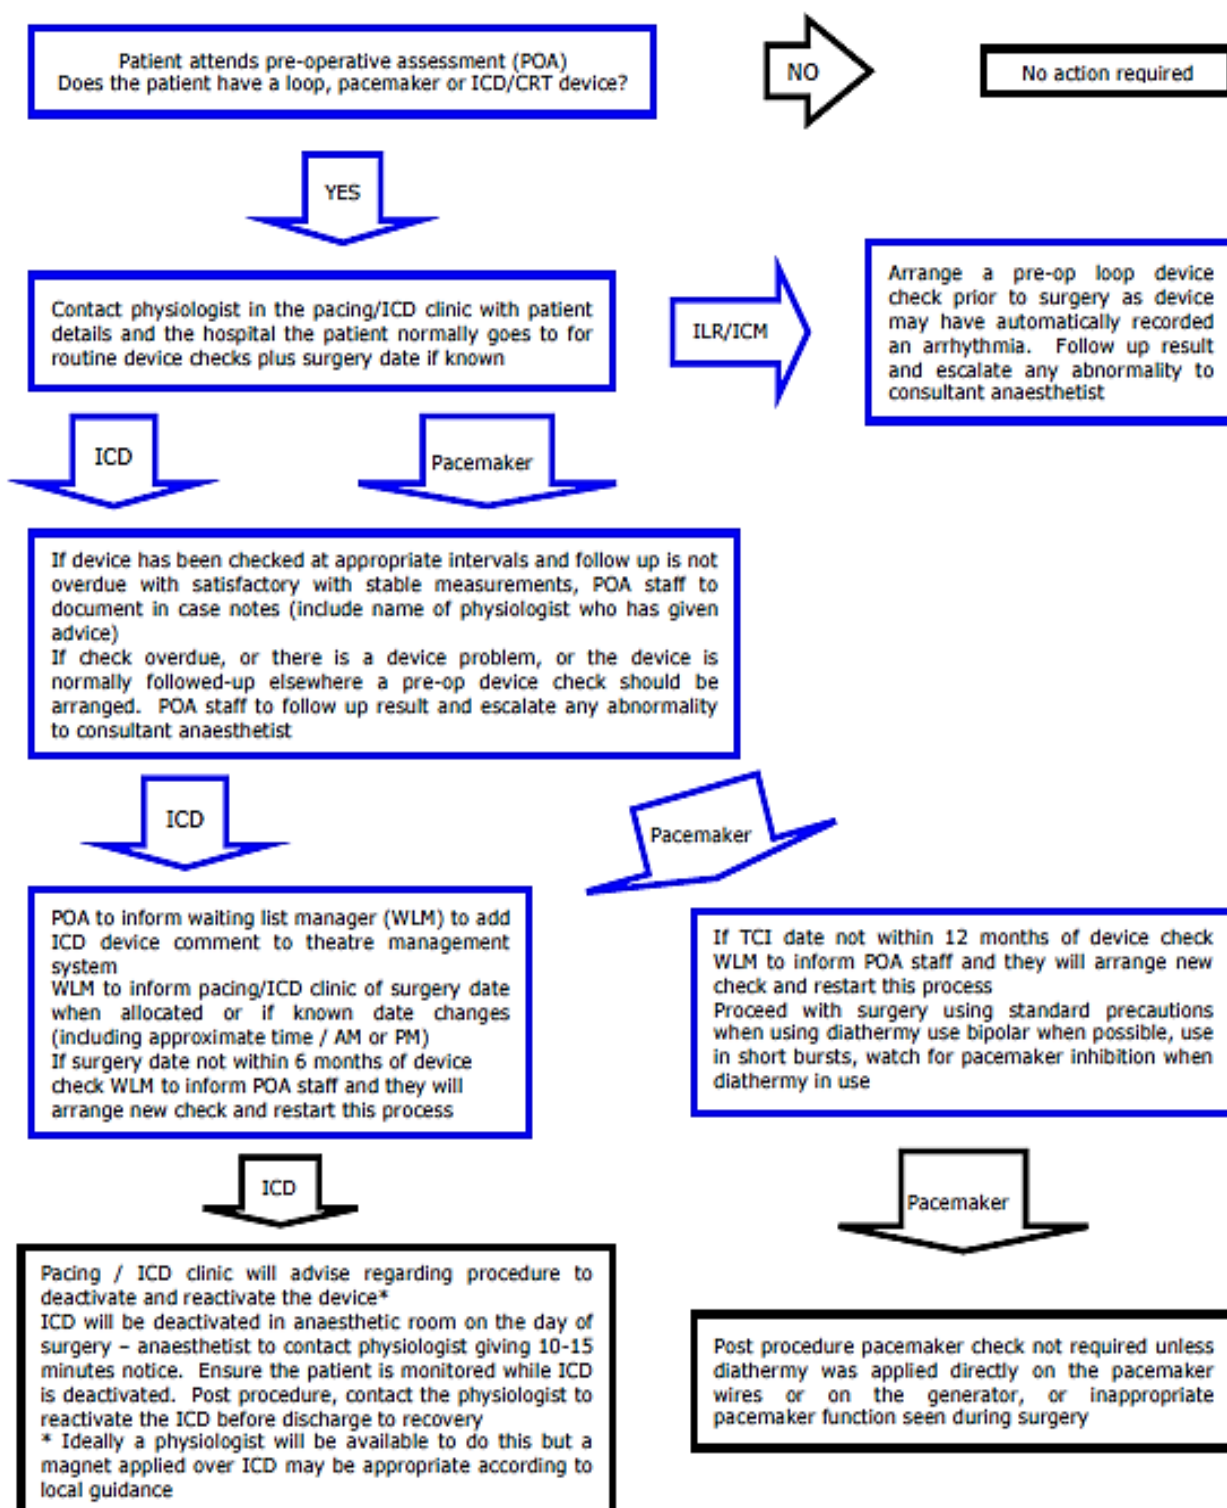 Patient attends pre-operative assessment (POA)
Does the patient have a loop, pacemaker or ICD/CRT device?
NO
No action required
YES
Contact physiologist in the pacing/ICD clinic with patient
details and the hospital the patient normally goes to for
routine device checks plus surgery date if known
ILR/ICM
Arrange a pre-op loop device
check prior to surgery as device
may have automatically recorded
an arrhythmia. Follow up result
and escalate any abnormality to
consultant anaesthetist
ICD
Pacemaker
If device has been checked at appropriate intervals and follow up is not
overdue with satisfactory with stable measurements, POA staff to
document in case notes (include name of physiologist who has given
advice)
If check overdue, or there is a device problem, or the device is
normally followed-up elsewhere a pre-op device check should be
arranged. POA staff to follow up result and escalate any abnormality
to consultant anaesthetist
ICD
Pacemaker
POA to inform waiting list manager (WLM) to add
ICD device comment to theatre management
system
WLM to inform pacing/ICD clinic of surgery date
when allocated or if known date changes
(including approximate time / AM or PM)
If surgery date not within 6 months of device
check WLM to inform POA staff and they will
arrange new check and restart this process
If TCI date not within 12 months of device check
WLM to inform POA staff and they will arrange new
check and restart this process
Proceed with surgery using standard precautions
when using diathermy use bipolar when possible, use
in short bursts, watch for pacemaker inhibition when
diathermy in use
ICD
Pacemaker
Pacing / ICD clinic will advise regarding procedure to
deactivate and reactivate the device*
ICD will be deactivated in anaesthetic room on the day of
surgery – anaesthetist to contact physiologist giving 10-15
minutes notice. Ensure the patient is monitored while ICD
is deactivated. Post procedure, contact the physiologist to
reactivate the ICD before discharge to recovery
* Ideally a physiologist will be available to do this but a
magnet applied over ICD may be appropriate according to
local guidance
Post procedure pacemaker check not required unless
diathermy was applied directly on the pacemaker
wires or on the generator, or inappropriate
pacemaker function seen during surgery